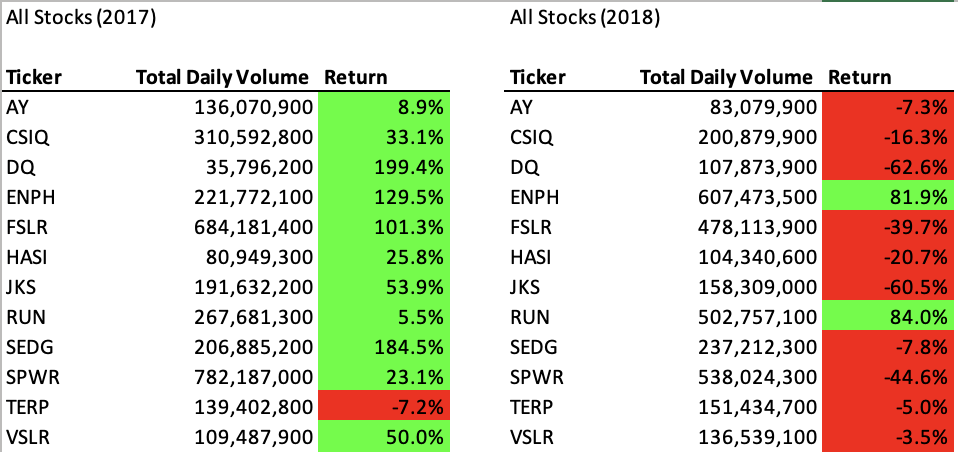 All Stocks (2017) All Stocks (2018)
Ticker Total Daily Volume Return Ticker Total Daily Volume Return
AY 136,070,900 8.9% AY 83,079,900 -7.3%
CSIQ 310,592,800 33.1% CSIQ 200,879,900 -16.3%
DQ 35,796,200 199.4% DQ 107,873,900 -62.6%
ENPH 221,772,100 129.5% ENPH 607,473,500 81.9%
FSLR 684,181,400 101.3% FSLR 478,113,900 -39.7%
HASI 80,949,300 25.8% HASI 104,340,600 -20.7%
JKS 191,632,200 53.9% JKS 158,309,000 -60.5%
RUN 267,681,300 5.5% RUN 502,757,100 84.0%
SEDG 206,885,200 184.5% SEDG 237,212,300 -7.8%
SPWR 782,187,000 23.1% SPWR 538,024,300 -44.6%
TERP 139,402,800 -7.2% TERP 151,434,700 -5.0%
VSLR 109,487,900 50.0% VSLR 136,539,100 -3.5%